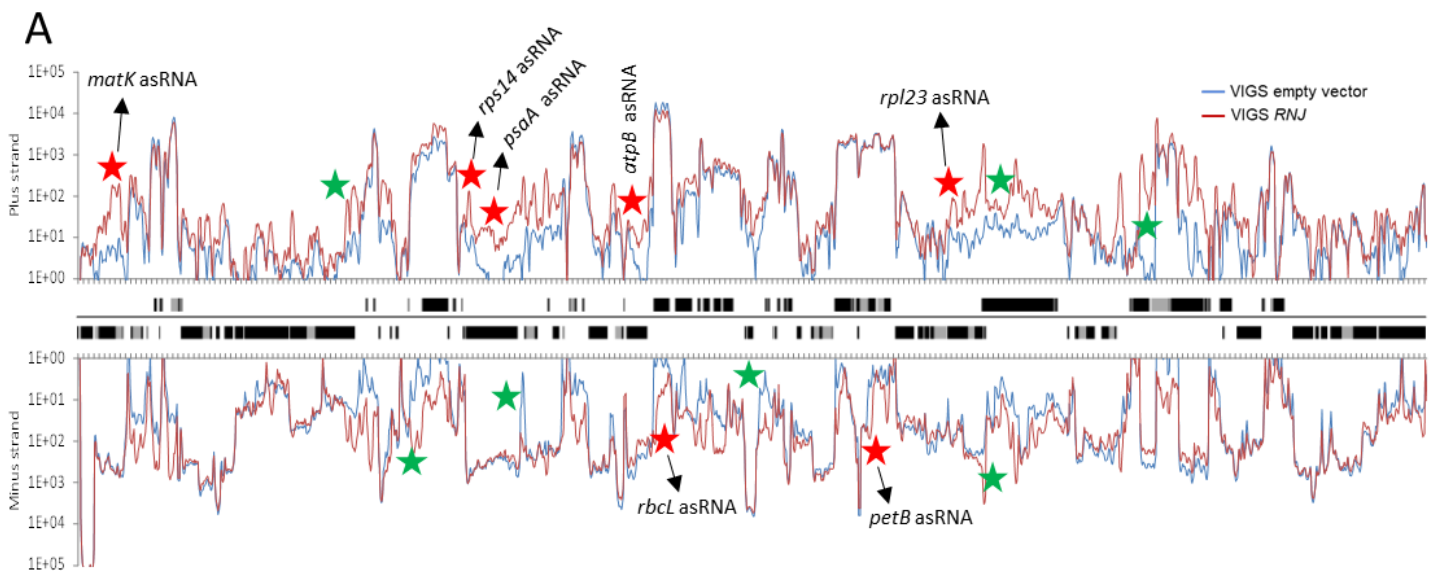 A
matK asRNA
rps14 asRNA
psaA asRNA
atpB asRNA
rpl23 asRNA
VIGS empty vector
VIGS RNJ
Plus strand
1E+05
1E+04
1E+03
1E+02
1E+01
1E+00
Minus strand
1E+00
1E+01
1E+02
1E+03
1E+04
1E+05
rbcL asRNA
petB asRNA